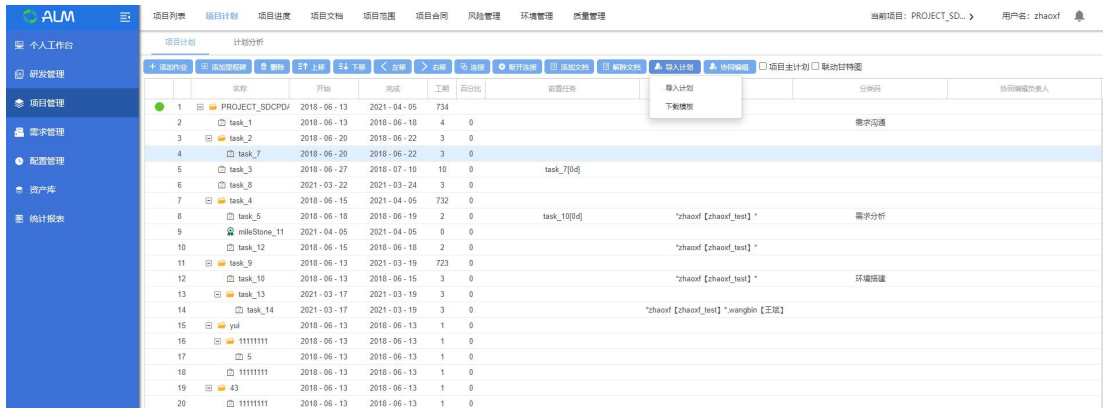 ALM 项目列表 项目计划 项目进度 项目文档 项目范围 项目合同 风险管理 环境管理 质量管理 当前项目：PROJECT_SD... 用户名：zhaoxf
个人工作台
研发管理
项目管理
需求管理
配置管理
资产库
统计报表
项目计划 计划分析
添加作业 添加里程碑 删除 上移 下移 左移 右移 连接 断开连接 添加文档 解除文档 导入计划 协同编辑 项目主计划 联动甘特图
导入计划
下载模板
名称 开始 完成 工期 百分比 前置任务 分类码 协同编辑负责人
1 PROJECT_SDCPD/ 2018 - 06 - 13 2021 - 04 - 05 734
2 task_1 2018 - 06 - 13 2018 - 06 - 18 4 0 需求沟通
3 task_2 2018 - 06 - 20 2018 - 06 - 22 3 0
4 task_7 2018 - 06 - 20 2018 - 06 - 22 3 0
5 task_3 2018 - 06 - 27 2018 - 07 - 10 10 0 task_7[0d]
6 task_8 2021 - 03 - 22 2021 - 03 - 24 3 0
7 task_4 2018 - 06 - 15 2021 - 04 - 05 732 0
8 task_5 2018 - 06 - 18 2018 - 06 - 19 2 0 task_10[0d] "zhaoxf【zhaoxf_test】" 需求分析
9 mileStone_11 2021 - 04 - 05 2021 - 04 - 05 0 0
10 task_12 2018 - 06 - 15 2018 - 06 - 18 2 0 "zhaoxf【zhaoxf_test】"
11 task_9 2018 - 06 - 13 2021 - 03 - 19 723 0
12 task_10 2018 - 06 - 13 2018 - 06 - 15 3 0 "zhaoxf【zhaoxf_test】" 环境搭建
13 task_13 2021 - 03 - 17 2021 - 03 - 19 3 0
14 task_14 2021 - 03 - 17 2021 - 03 - 19 3 0 "zhaoxf【zhaoxf_test】",wangbin【王斌】
15 yui 2018 - 06 - 13 2018 - 06 - 13 1 0
16 11111111 2018 - 06 - 13 2018 - 06 - 13 1 0
17 5 2018 - 06 - 13 2018 - 06 - 13 1 0
18 11111111 2018 - 06 - 13 2018 - 06 - 13 1 0
19 43 2018 - 06 - 13 2018 - 06 - 13 1 0
20 11111111 2018 - 06 - 13 2018 - 06 - 13 1 0